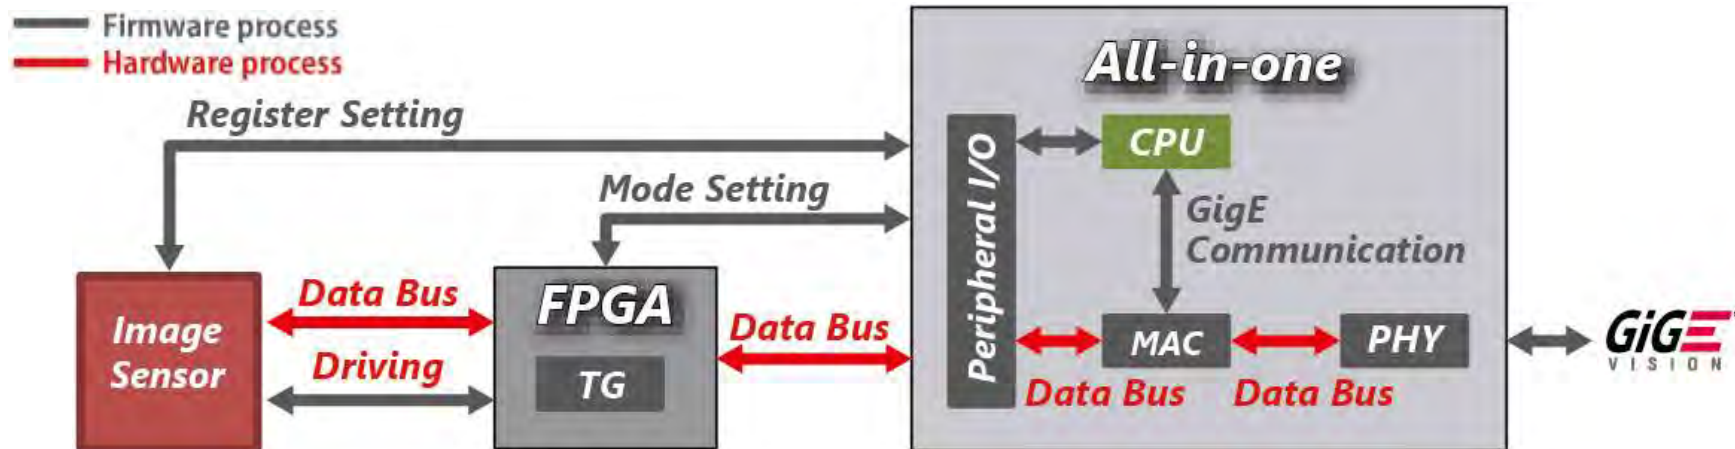 Firmware process
Hardware process
All-in-one
Register Setting
CPU
Mode Setting
Peripheral I/O
GigE
Communication
Data Bus
FPGA
Image
Sensor
Data Bus
MAC
PHY
GiGE
VISION
Driving
TG
Data Bus
Data Bus